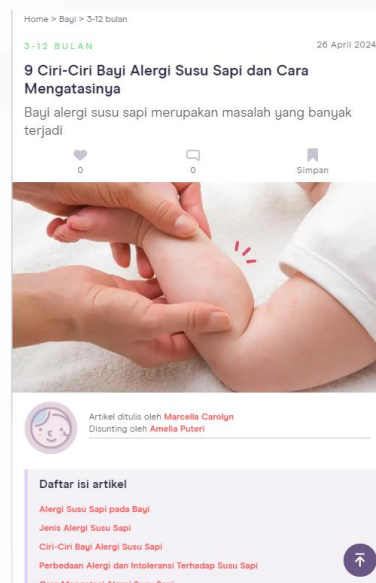 Home > Bayi > 3-12 bulan
3-12 BULAN
26 April 2024
9 Ciri-Ciri Bayi Alergi Susu Sapi dan Cara
Mengatasinya
Bayi alergi susu sapi merupakan masalah yang banyak
terjadi
0
0
Simpan
Artikel ditulis oleh Marcella Carolyn
Disunting oleh Amelia Puteri
Daftar isi artikel
Alergi Susu Sapi pada Bayi
Jenis Alergi Susu Sapi
Ciri-Ciri Bayi Alergi Susu Sapi
Perbedaan Alergi dan Intoleransi Terhadap Susu Sapi